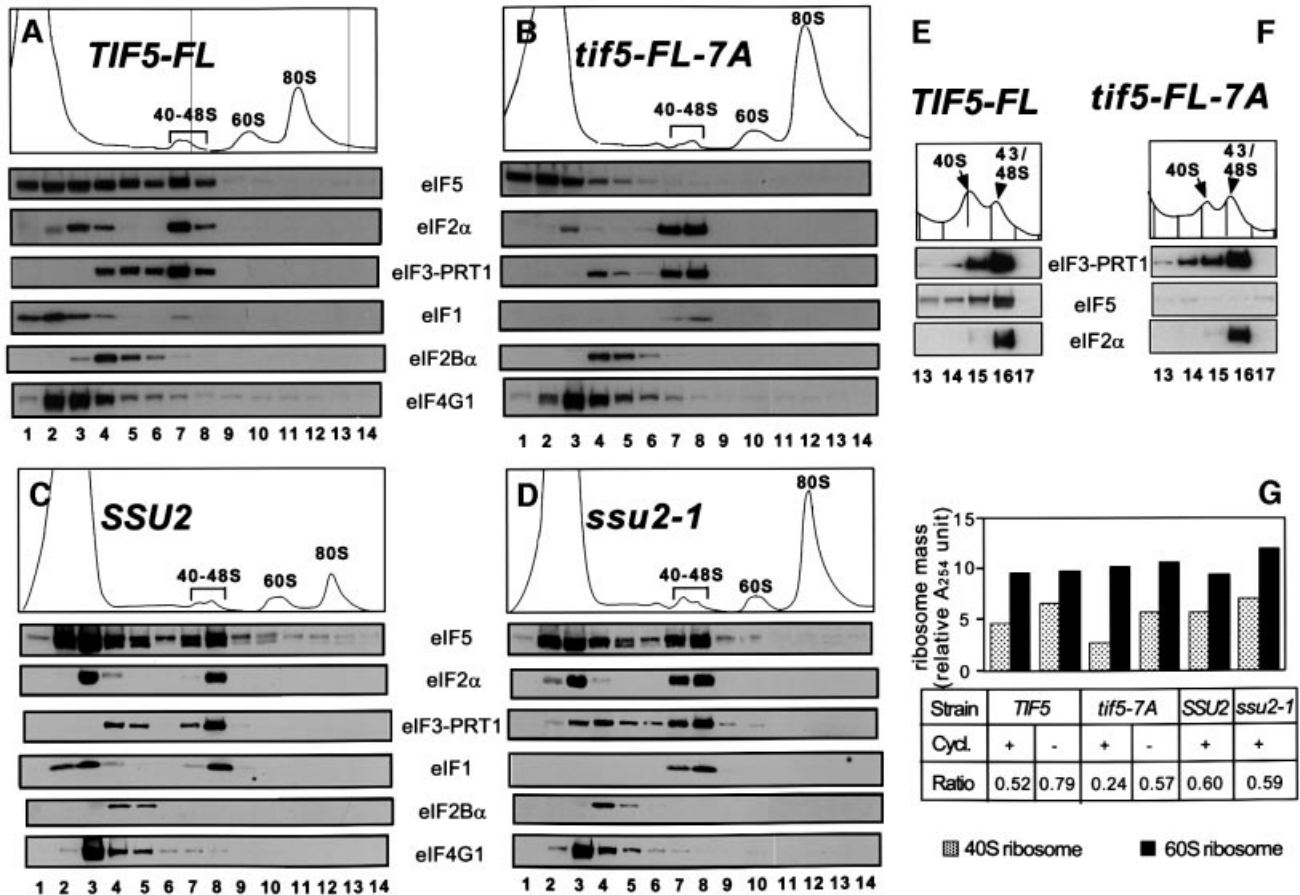 A
TIF5-FL
40-48S
60S
80S
B
tif5-FL-7A
40-48S
60S
80S
eIF5
eIF2α
eIF3-PRT1
eIF1
eIF2Bα
eIF4G1
1 2 3 4 5 6 7 8 9 10 11 12 13 14
1 2 3 4 5 6 7 8 9 10 11 12 13 14
C
SSU2
40-48S
60S
80S
D
ssu2-1
40-48S
60S
80S
eIF5
eIF2α
eIF3-PRT1
eIF1
eIF2Bα
eIF4G1
1 2 3 4 5 6 7 8 9 10 11 12 13 14
1 2 3 4 5 6 7 8 9 10 11 12 13 14
E
TIF5-FL
40S
43/
48S
F
tif5-FL-7A
40S
43/
48S
eIF3-PRT1
eIF5
eIF2α
13 14 15 16 17
13 14 15 16 17
G
ribosome mass
(relative A254 unit)
15
10
5
0
Strain TIF5 tif5-7A SSU2 ssu2-1
Cycl. + - + - + +
Ratio 0.52 0.79 0.24 0.57 0.60 0.59
40S ribosome
60S ribosome